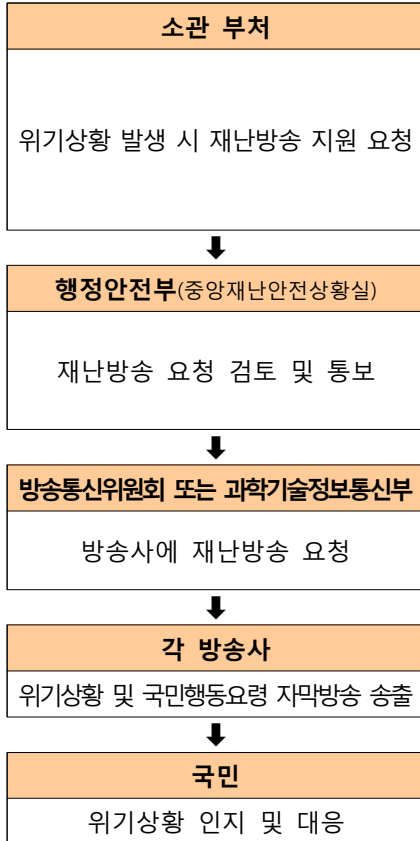 소관 부처
위기상황 발생 시 재난방송 지원 요청
행정안전부(중앙재난안전상황실)
재난방송 요청 검토 및 통보
방송통신위원회 또는 과학기술정보통신부
방송사에 재난방송 요청
각 방송사
위기상황 및 국민행동요령 자막방송 송출
국민
위기상황 인지 및 대응